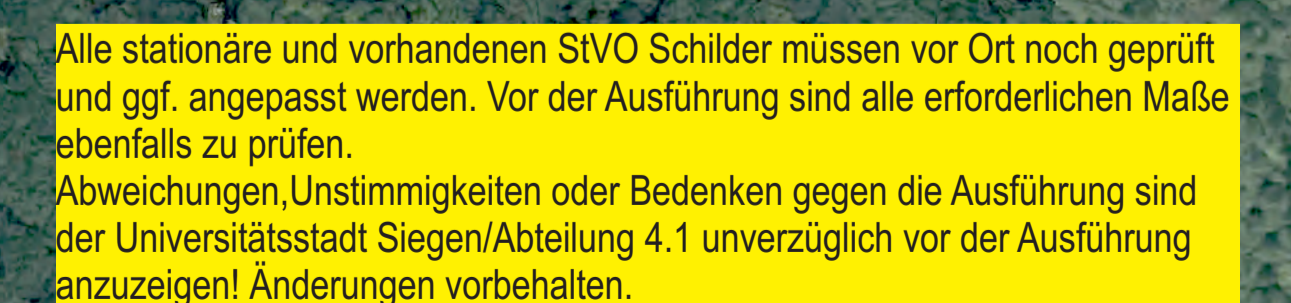 Alle stationäre und vorhandenen StVO Schilder müssen vor Ort noch geprüft
und ggf. angepasst werden. Vor der Ausführung sind alle erforderlichen Maße
ebenfalls zu prüfen.
Abweichungen,Unstimmigkeiten oder Bedenken gegen die Ausführung sind
der Universitätsstadt Siegen/Abteilung 4.1 unverzüglich vor der Ausführung
anzuzeigen! Änderungen vorbehalten.